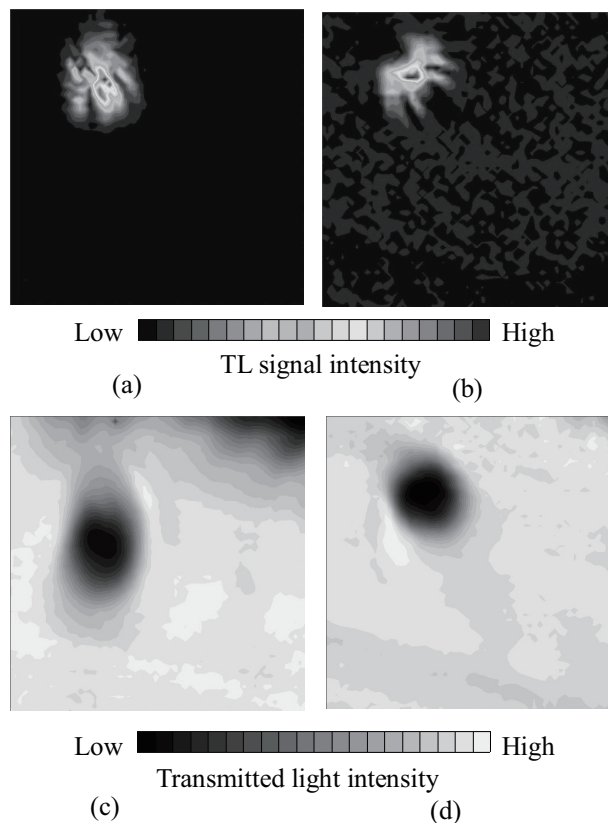 Low High
TL signal intensity
(a) (b)
Low High
Transmitted light intensity
(c) (d)